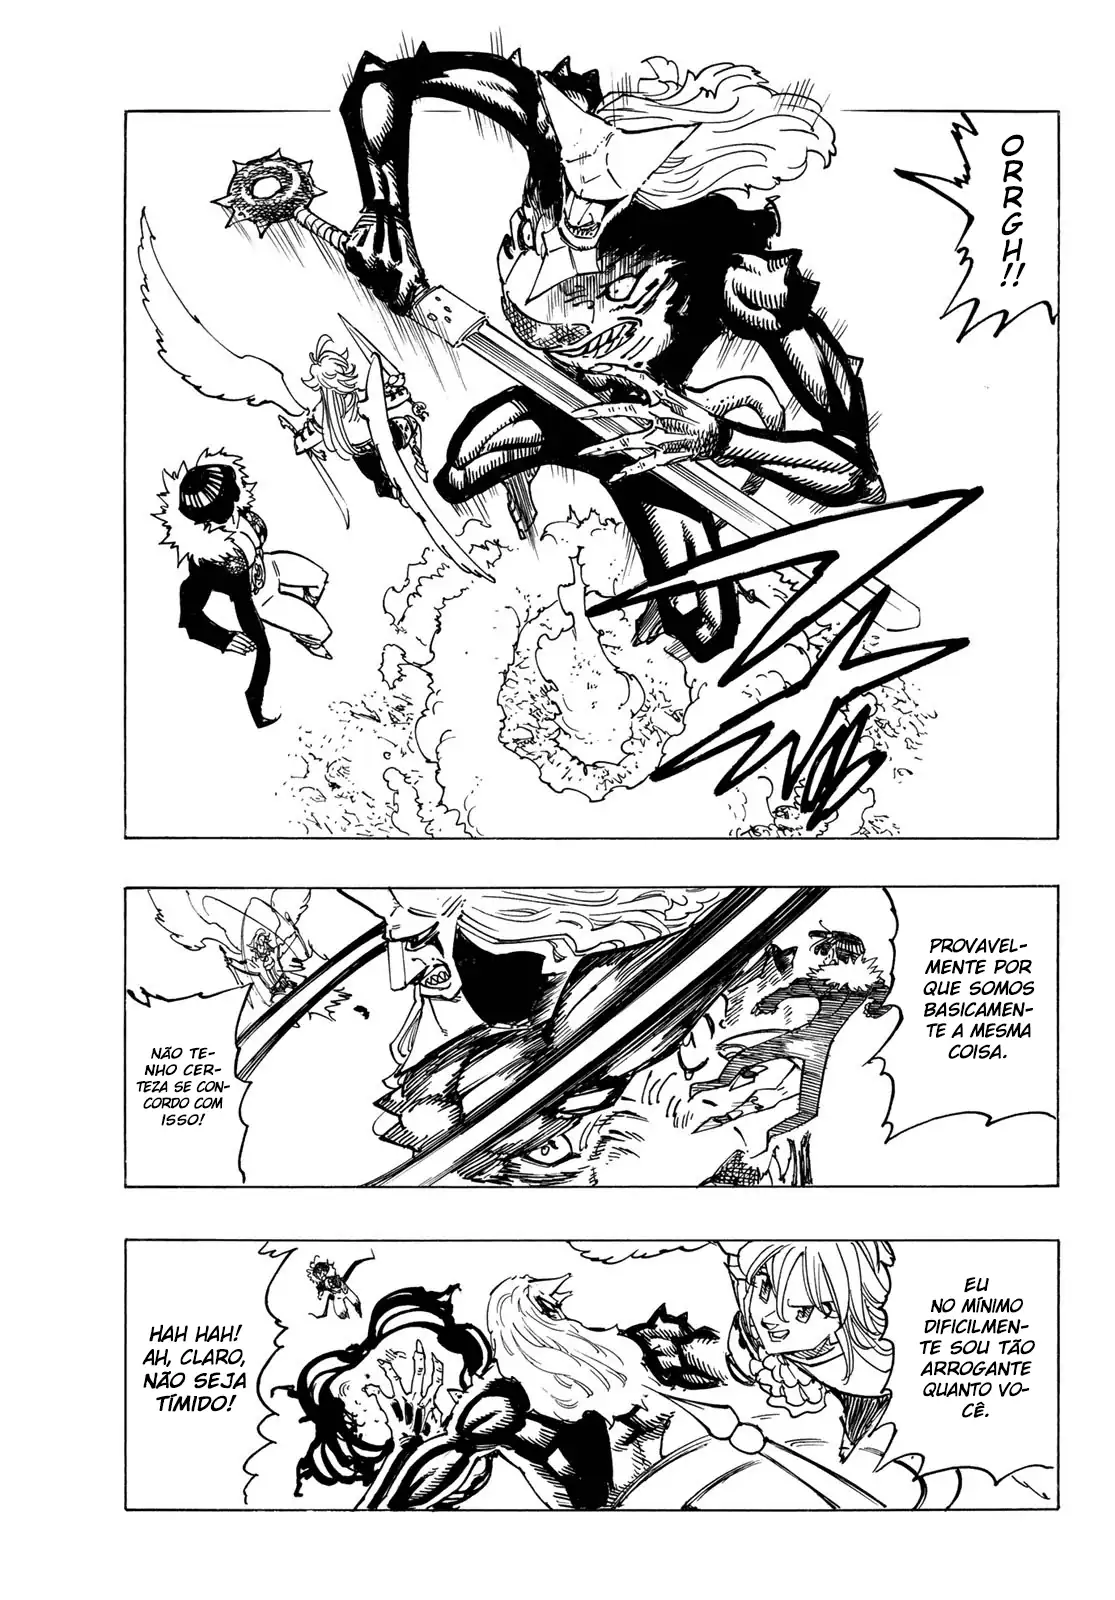 ORRGH!!
PROVAVEL-
MENTE POR
QUE SOMOS
BASICAMEN-
TE A MESMA
COISA.
NÃO TE-
NHO CER-
TEZA SE CON-
CORDO COM
ISSO!
EU
NO MÍNIMO
DIFICILMEN-
TE SOU TÃO
ARROGANTE
QUANTO VO-
CÊ.
HAH HAH!
AH, CLARO,
NÃO SEJA
TÍMIDO!